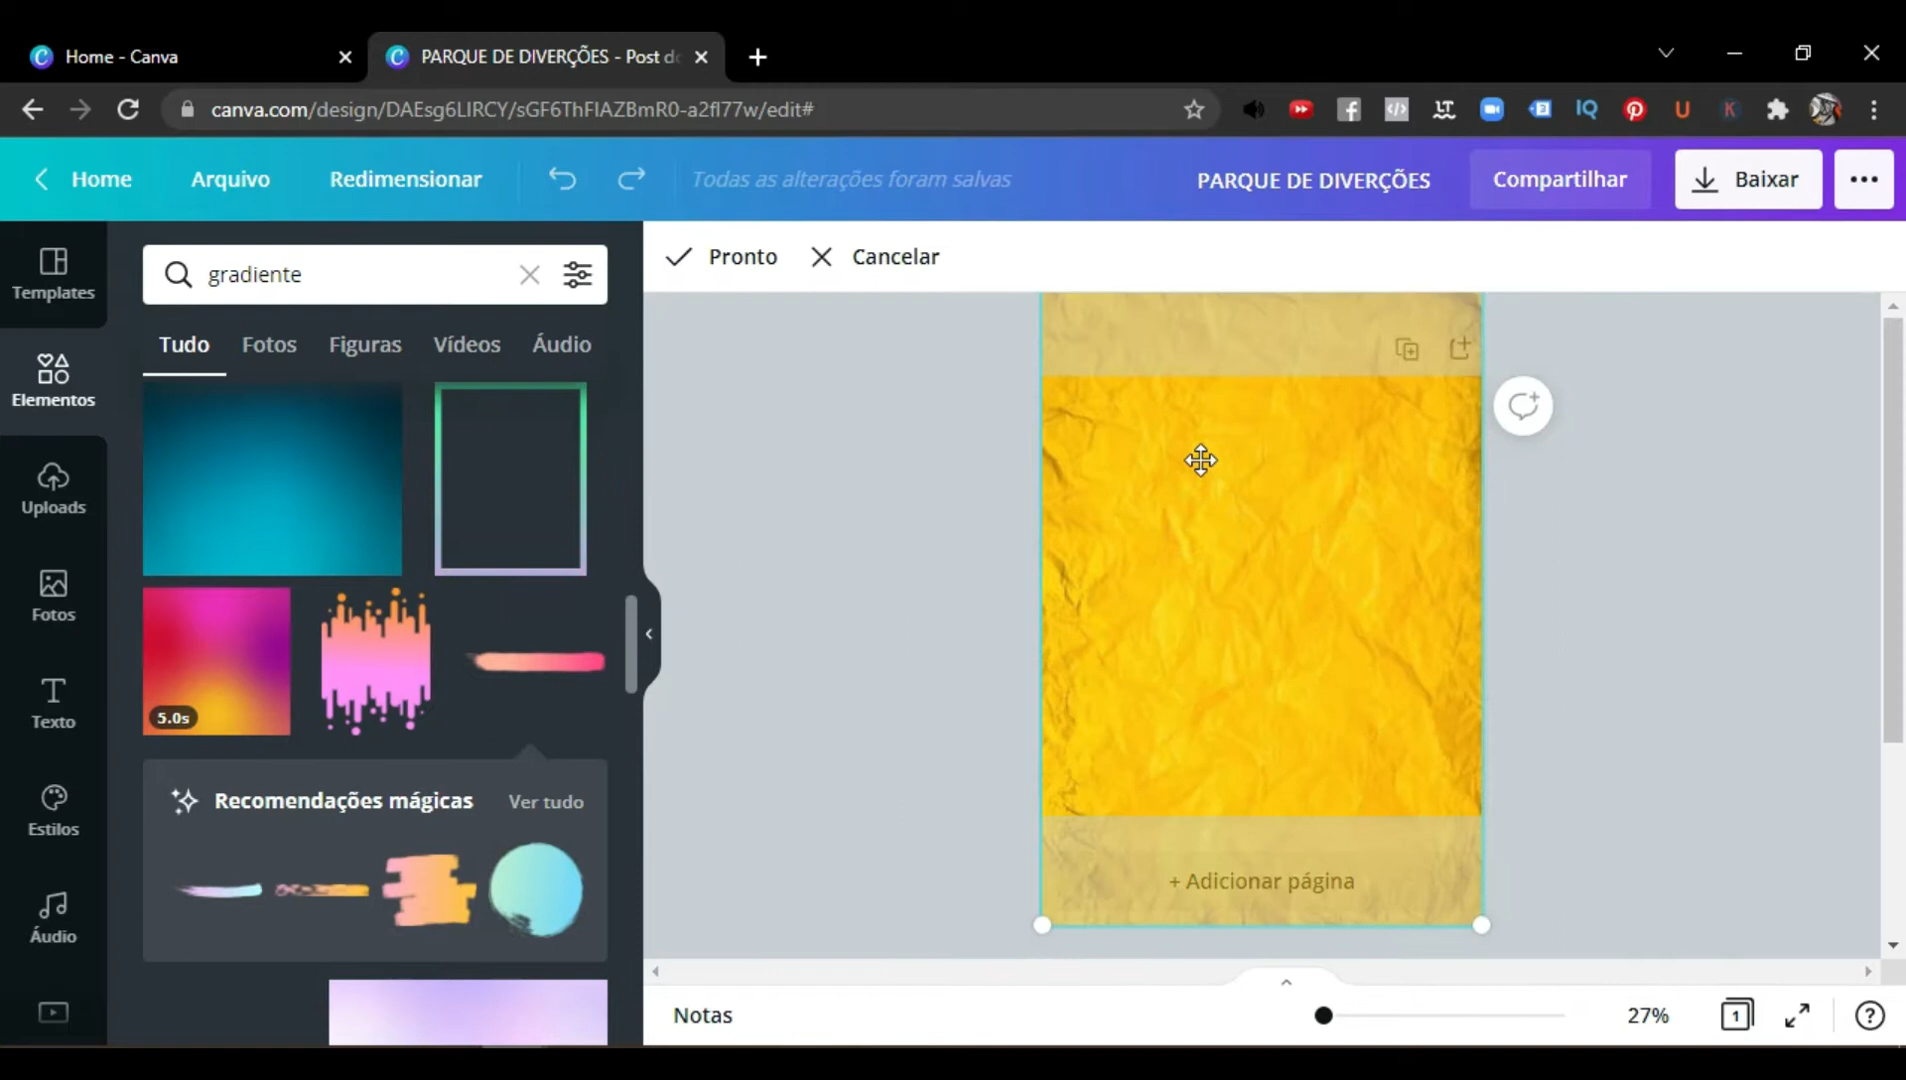 Home - Canva
PARQUE DE DIVERÇÕES - Post de
canva.com/design/DAEsg6LIRCY/sGF6ThFIAZBmR0-a2fl77w/edit#
Home
Arquivo
Redimensionar
Todas as alterações foram salvas
PARQUE DE DIVERÇÕES
Compartilhar
Baixar
Templates
Elementos
Uploads
Fotos
Texto
Estilos
Áudio
gradiente
Tudo
Fotos
Figuras
Vídeos
Áudio
5.0s
Recomendações mágicas
Ver tudo
Pronto
Cancelar
+ Adicionar página
Notas
27%
1